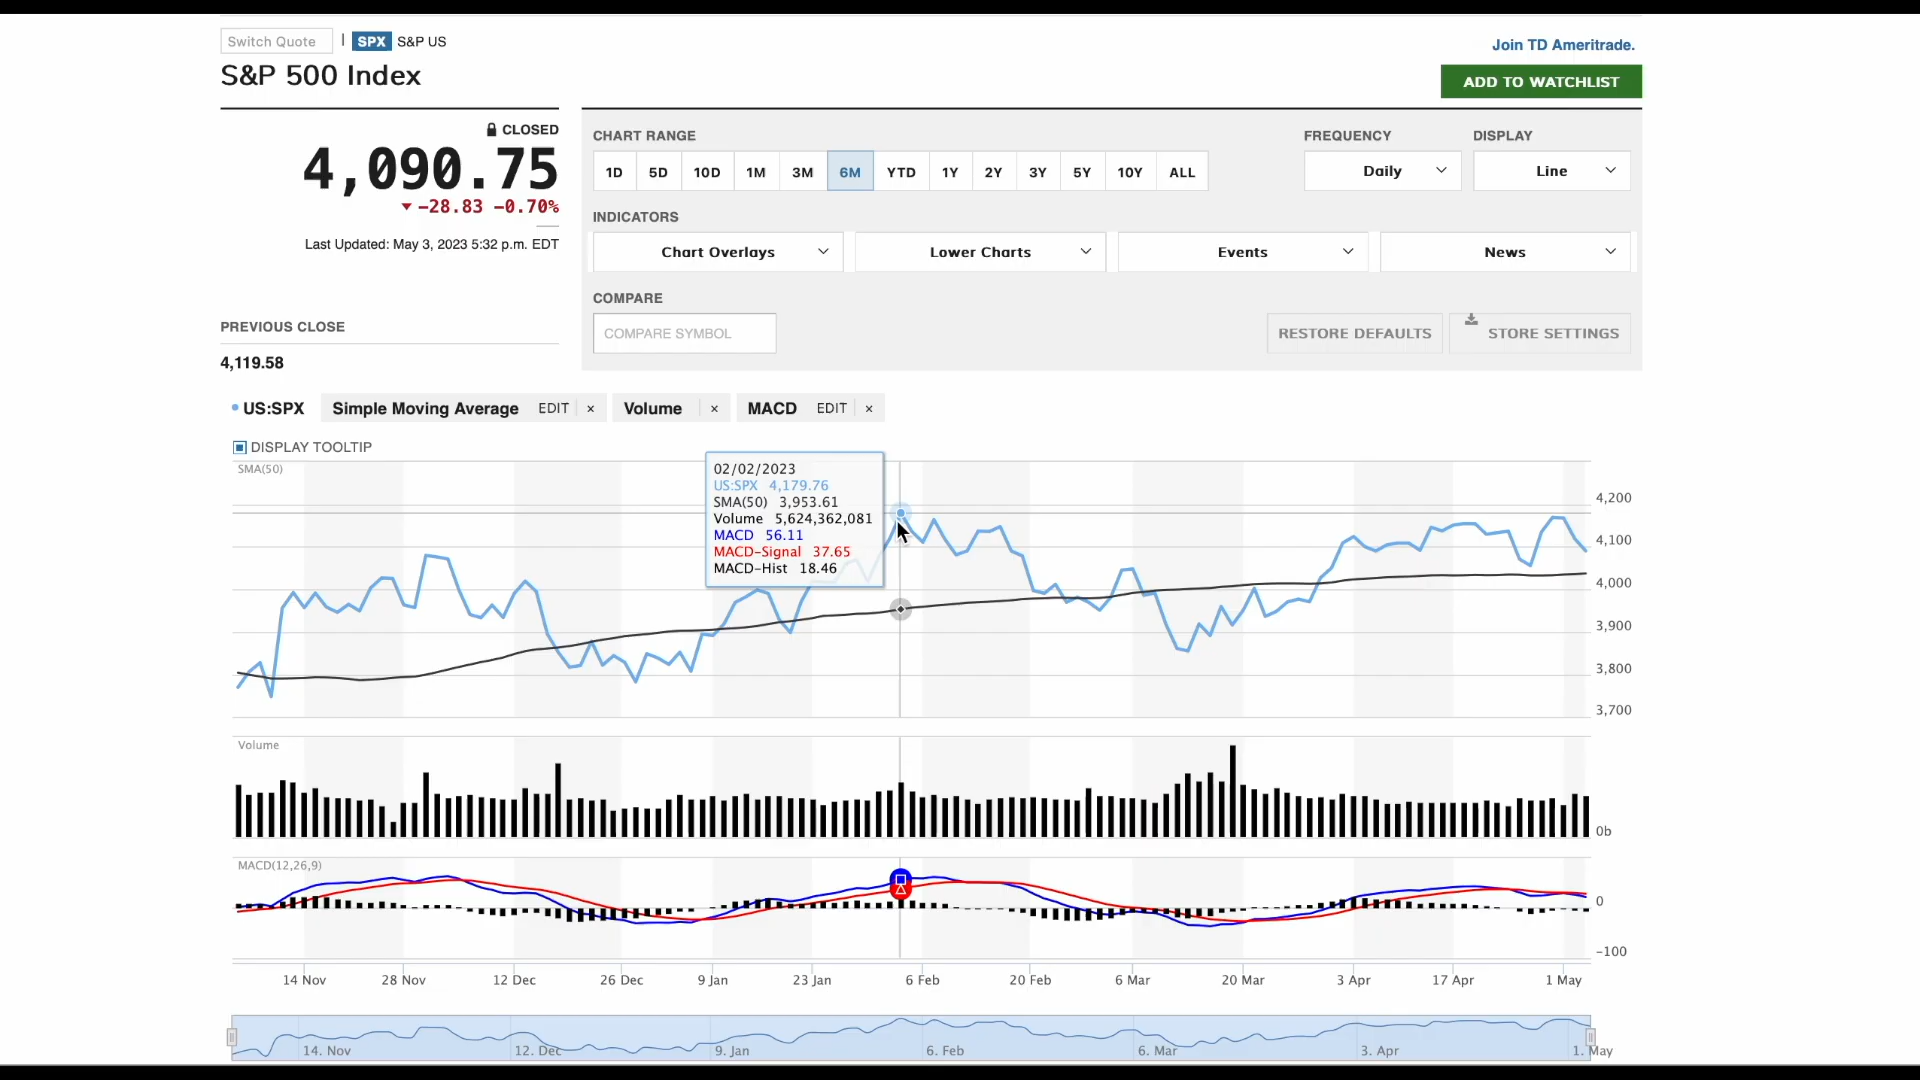 Switch Quote | SPX S&P US
Join TD Ameritrade.
S&P 500 Index
ADD TO WATCHLIST
CLOSED
4,090.75
-28.83 -0.70%
Last Updated: May 3, 2023 5:32 p.m. EDT
PREVIOUS CLOSE
4,119.58
CHART RANGE
1D 5D 10D 1M 3M 6M YTD 1Y 2Y 3Y 5Y 10Y ALL
FREQUENCY
Daily
DISPLAY
Line
INDICATORS
Chart Overlays Lower Charts Events News
COMPARE
COMPARE SYMBOL
RESTORE DEFAULTS STORE SETTINGS
US:SPX Simple Moving Average EDIT × Volume × MACD EDIT ×
DISPLAY TOOLTIP
SMA(50)
02/02/2023
US:SPX 4,179.76
SMA(50) 3,953.61
Volume 5,624,362,081
MACD 56.11
MACD-Signal 37.65
MACD-Hist 18.46
4,200
4,100
4,000
3,900
3,800
3,700
Volume
0b
MACD(12,26,9)
0
-100
14 Nov 28 Nov 12 Dec 26 Dec 9 Jan 23 Jan 6 Feb 20 Feb 6 Mar 20 Mar 3 Apr 17 Apr 1 May
14. Nov 12. Dec 9. Jan 6. Feb 6. Mar 3. Apr 1. May